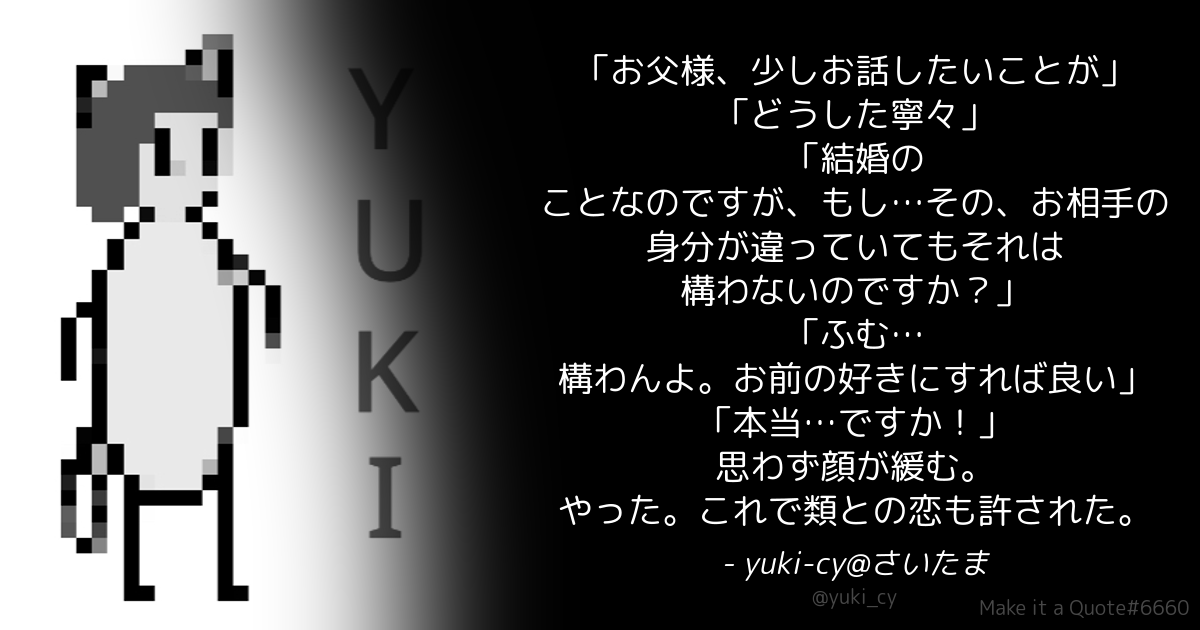 YUKI
「お父様、少しお話したいことが」
「どうした寧々」
「結婚の
ことなのですが、もし…その、お相手の
身分が違っていてもそれは
構わないのですか？」
「ふむ…
構わんよ。お前の好きにすれば良い」
「本当…ですか！」
思わず顔が緩む。
やった。これで類との恋も許された。
- yuki-cy@さいたま
@yuki_cy
Make it a Quote#6660